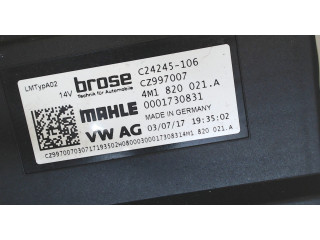 LMTypA02
14V
brose
Technik für Automobile
C24245-106
CZ997007
4M1 820 021.A
MAHLE
0001730831
MADE IN GERMANY
VW AG
03/07/17 19:35:02
CZ997007030717193502H08000300017308314M1 820 021.A